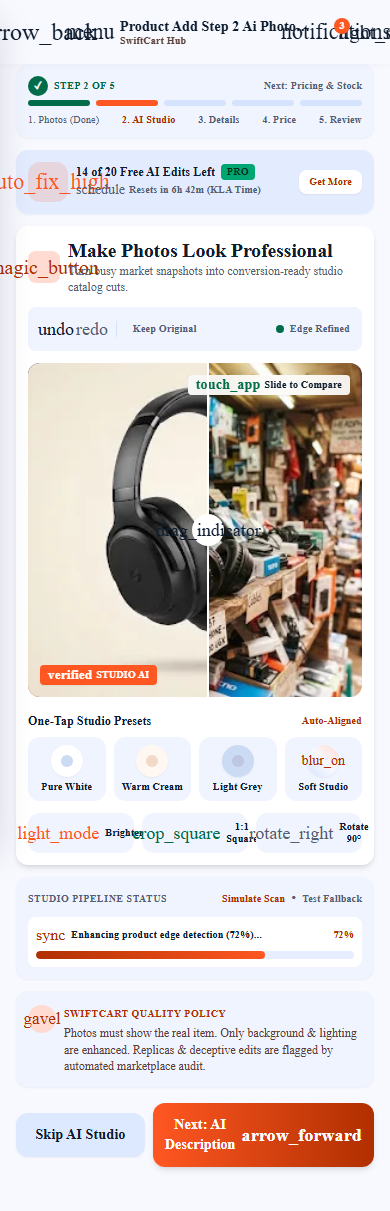 arrow_back
menu
Product Add Step 2 Ai Photo
SwiftCart Hub
notifications
3
STEP 2 OF 5
Next: Pricing & Stock
1. Photos (Done)
2. AI Studio
3. Details
4. Price
5. Review
auto_fix_high
14 of 20 Free AI Edits Left
PRO
schedule Resets in 6h 42m (KLA Time)
Get More
magic_button
Make Photos Look Professional
Turn busy market snapshots into conversion-ready studio
catalog cuts.
undo redo
Keep Original
Edge Refined
touch_app Slide to Compare
drag_indicator
verified STUDIO AI
One-Tap Studio Presets
Auto-Aligned
Pure White
Warm Cream
Light Grey
blur_on
Soft Studio
light_mode Brighten
crop_square 1:1
Square
rotate_right Rotate
90°
STUDIO PIPELINE STATUS
Simulate Scan • Test Fallback
sync Enhancing product edge detection (72%)...
72%
gavel
SWIFTCART QUALITY POLICY
Photos must show the real item. Only background & lighting
are enhanced. Replicas & deceptive edits are flagged by
automated marketplace audit.
Skip AI Studio
Next: AI
Description arrow_forward